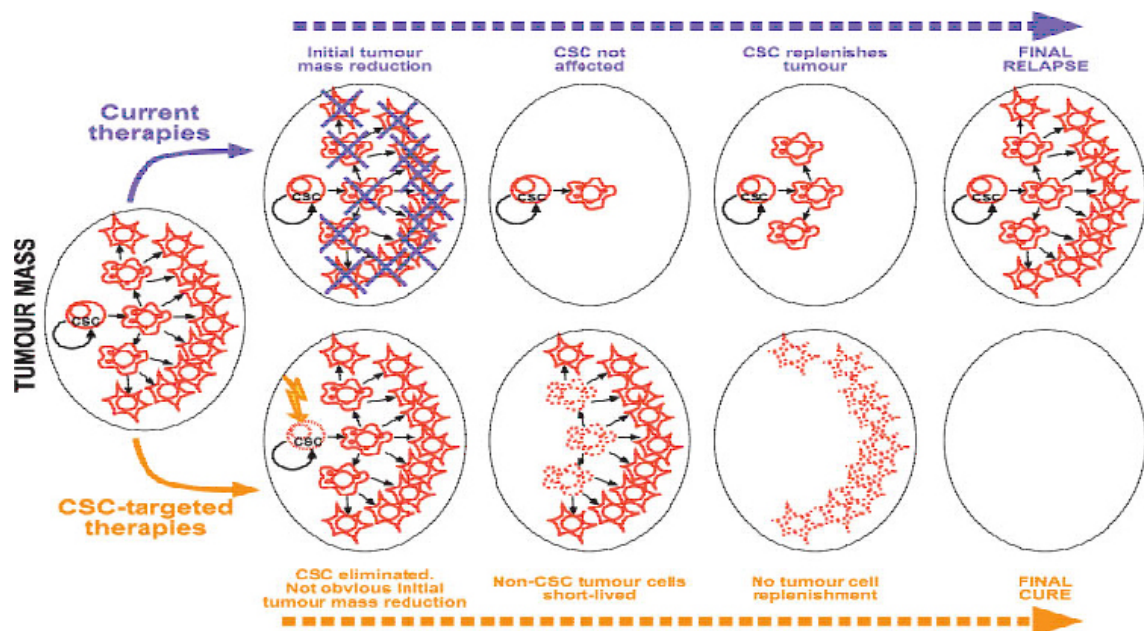 Initial tumour
mass reduction
CSC not
affected
CSC replenishes
tumour
FINAL
RELAPSE
Current
therapies
CSC
CSC
CSC
CSC
TUMOUR MASS
CSC
CSC
CSC-targeted
therapies
CSC eliminated.
Not obvious initial
tumour mass reduction
Non-CSC tumour cells
short-lived
No tumour cell
replenishment
FINAL
CURE